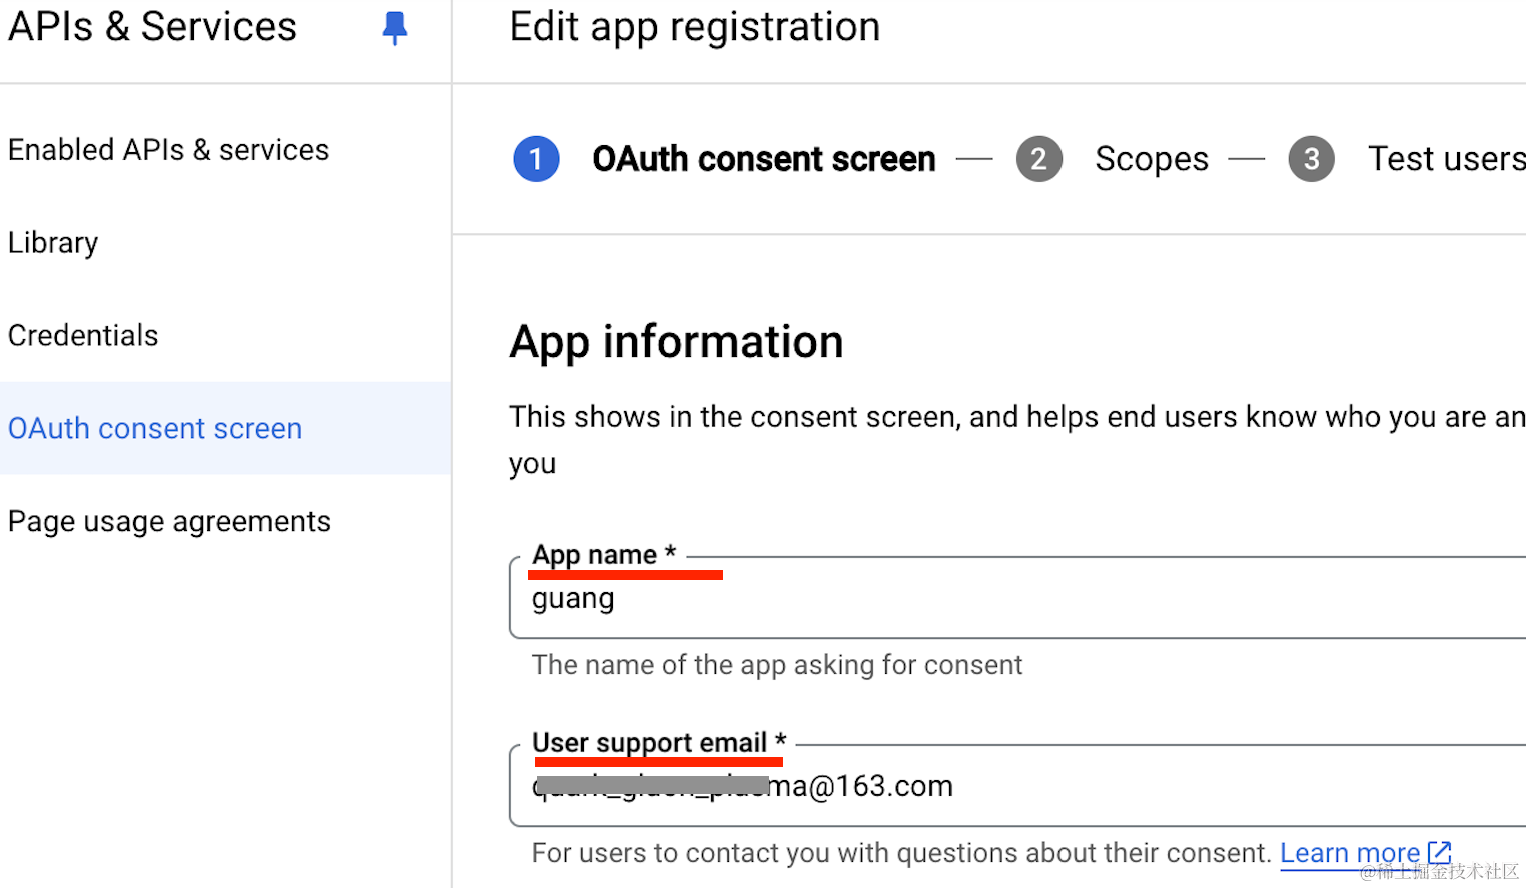 APIs & Services
Edit app registration
Enabled APIs & services
Library
Credentials
OAuth consent screen
Page usage agreements
1 OAuth consent screen — 2 Scopes — 3 Test users
App information
This shows in the consent screen, and helps end users know who you are an
you
App name *
guang
The name of the app asking for consent
User support email *
ma@163.com
For users to contact you with questions about their consent. Learn more
@稀土掘金技术社区